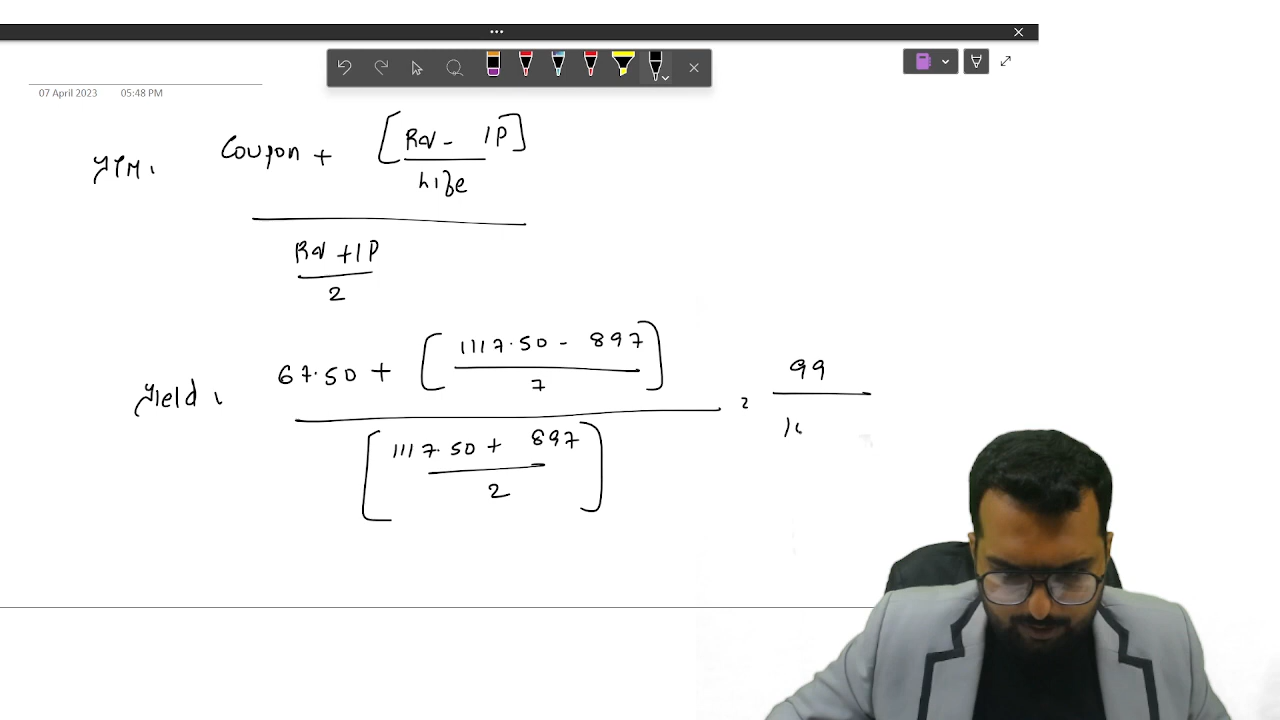 07 April 2023 05:48 PM
YTM = Coupon + [RV - IP / Life]
RV + IP / 2
Yield = 67.50 + [1117.50 - 897 / 7]
[1117.50 + 897 / 2]
= 99